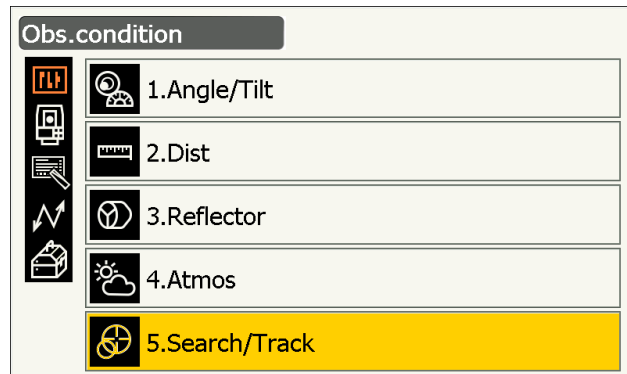 Obs.condition
1.Angle/Tilt
2.Dist
3.Reflector
4.Atmos
5.Search/Track